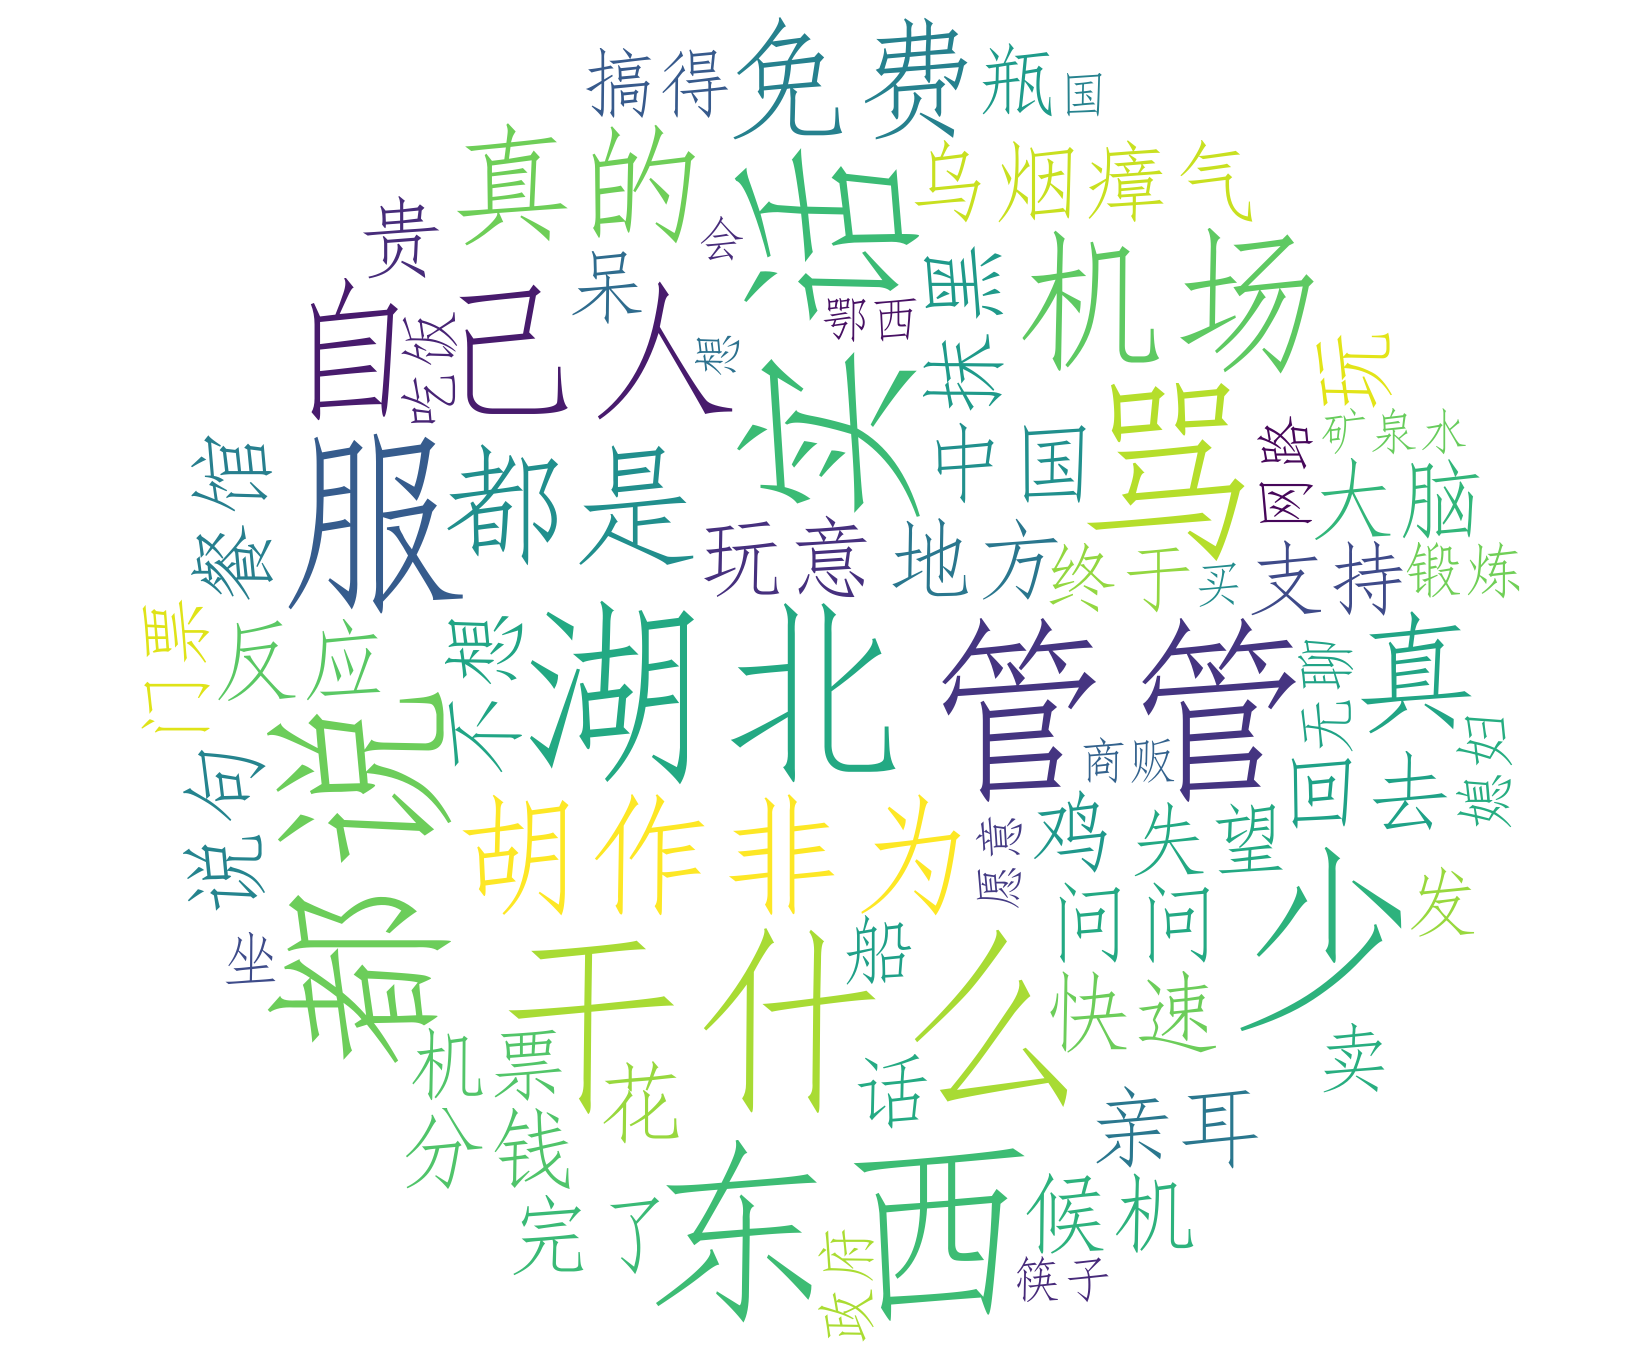 搞得
免费
瓶
国
真的
实话
乌烟瘴气
贵
会
呆
抹黑
机场
自己人
吃饭
鄂西
想
玩
餐馆
服
都是
中国
骂
网路
矿泉水
大脑
玩意
地方
终于
买
支持
锻炼
门票
反应
不想
湖北
管管
无聊
真
都说
商贩
回去
媳妇
说句
胡作非为
愿意
鸡
失望
少
问问
发
坐
干什么
船
快速
机票
花
话
卖
分钱
亲耳
完了
东西
候机
政府
筷子